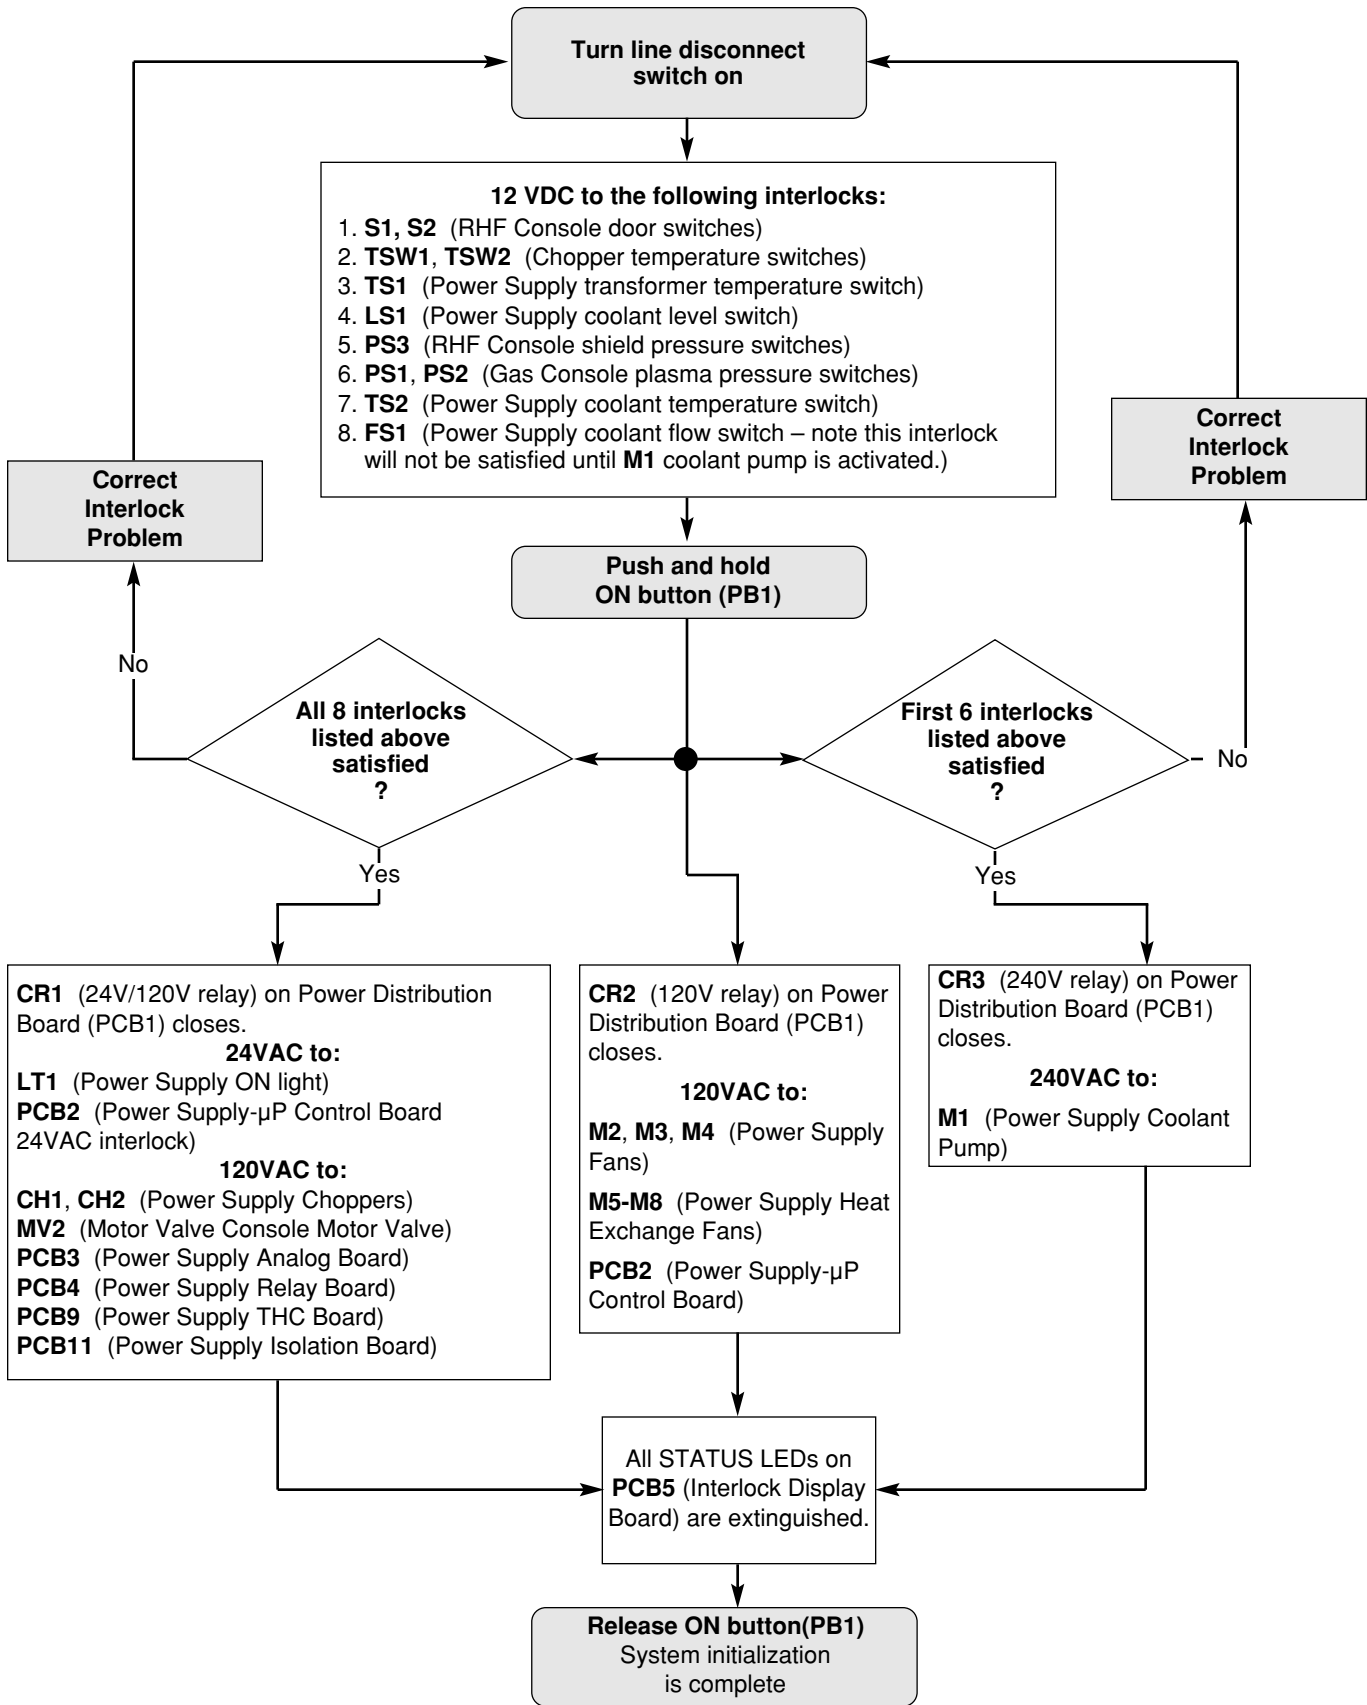 Turn line disconnect
switch on
12 VDC to the following interlocks:
1. S1, S2 (RHF Console door switches)
2. TSW1, TSW2 (Chopper temperature switches)
3. TS1 (Power Supply transformer temperature switch)
4. LS1 (Power Supply coolant level switch)
5. PS3 (RHF Console shield pressure switches)
6. PS1, PS2 (Gas Console plasma pressure switches)
7. TS2 (Power Supply coolant temperature switch)
8. FS1 (Power Supply coolant flow switch – note this interlock
will not be satisfied until M1 coolant pump is activated.)
Correct
Interlock
Problem
Correct
Interlock
Problem
Push and hold
ON button (PB1)
No
All 8 interlocks
listed above
satisfied
?
First 6 interlocks
listed above
satisfied
?
No
Yes
Yes
CR1 (24V/120V relay) on Power Distribution
Board (PCB1) closes.
24VAC to:
LT1 (Power Supply ON light)
PCB2 (Power Supply-µP Control Board
24VAC interlock)
120VAC to:
CH1, CH2 (Power Supply Choppers)
MV2 (Motor Valve Console Motor Valve)
PCB3 (Power Supply Analog Board)
PCB4 (Power Supply Relay Board)
PCB9 (Power Supply THC Board)
PCB11 (Power Supply Isolation Board)
CR2 (120V relay) on Power
Distribution Board (PCB1)
closes.
120VAC to:
M2, M3, M4 (Power Supply
Fans)
M5-M8 (Power Supply Heat
Exchange Fans)
PCB2 (Power Supply-µP
Control Board)
CR3 (240V relay) on Power
Distribution Board (PCB1)
closes.
240VAC to:
M1 (Power Supply Coolant
Pump)
All STATUS LEDs on
PCB5 (Interlock Display
Board) are extinguished.
Release ON button(PB1)
System initialization
is complete